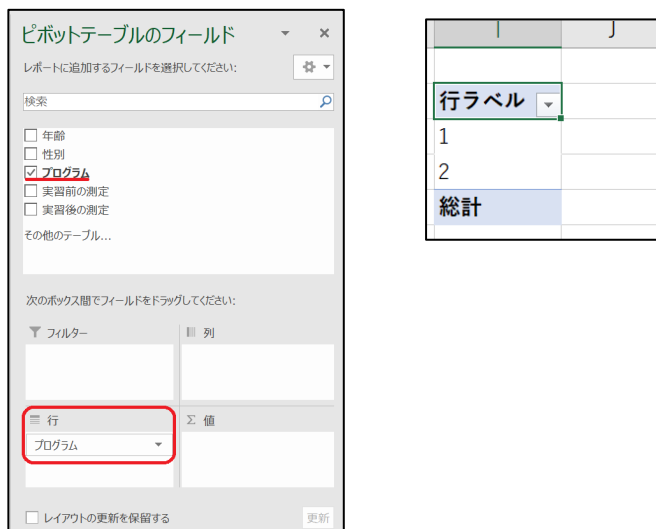 ピボットテーブルのフィールド
レポートに追加するフィールドを選択してください:
検索
年齢
性別
プログラム
実習前の測定
実習後の測定
その他のテーブル...
次のボックス間でフィールドをドラッグしてください:
フィルター
列
行
Σ 値
プログラム
レイアウトの更新を保留する
更新
I J
行ラベル
1
2
総計